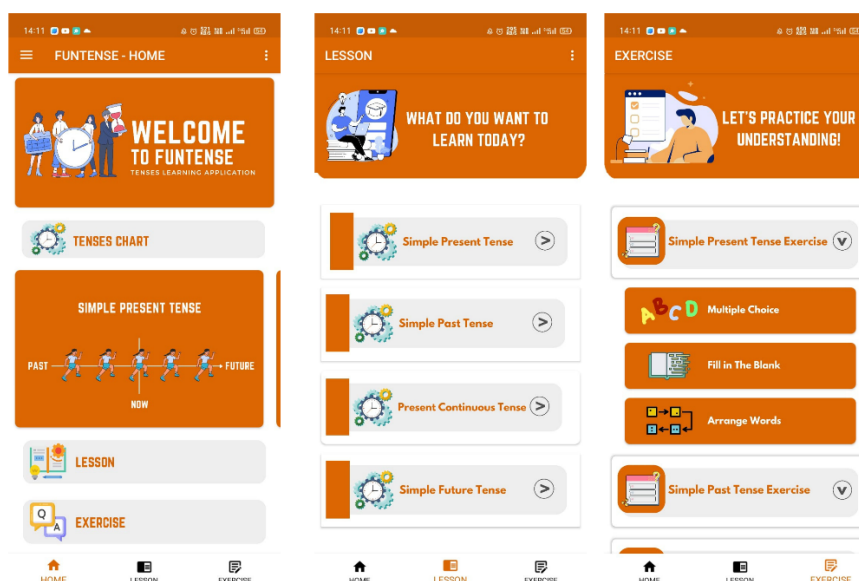 14:11
FUNTENSE - HOME
WELCOME
TO FUNTENSE
TENSES LEARNING APPLICATION
TENSES CHART
SIMPLE PRESENT TENSE
PAST
FUTURE
NOW
LESSON
Q
A
EXERCISE
HOME
LESSON
EXERCISE
14:11
LESSON
WHAT DO YOU WANT TO
LEARN TODAY?
Simple Present Tense
Simple Past Tense
Present Continuous Tense
Simple Future Tense
HOME
LESSON
EXERCISE
14:11
EXERCISE
LET'S PRACTICE YOUR
UNDERSTANDING!
Simple Present Tense Exercise
ABCD
Multiple Choice
Fill in The Blank
Arrange Words
Simple Past Tense Exercise
HOME
LESSON
EXERCISE